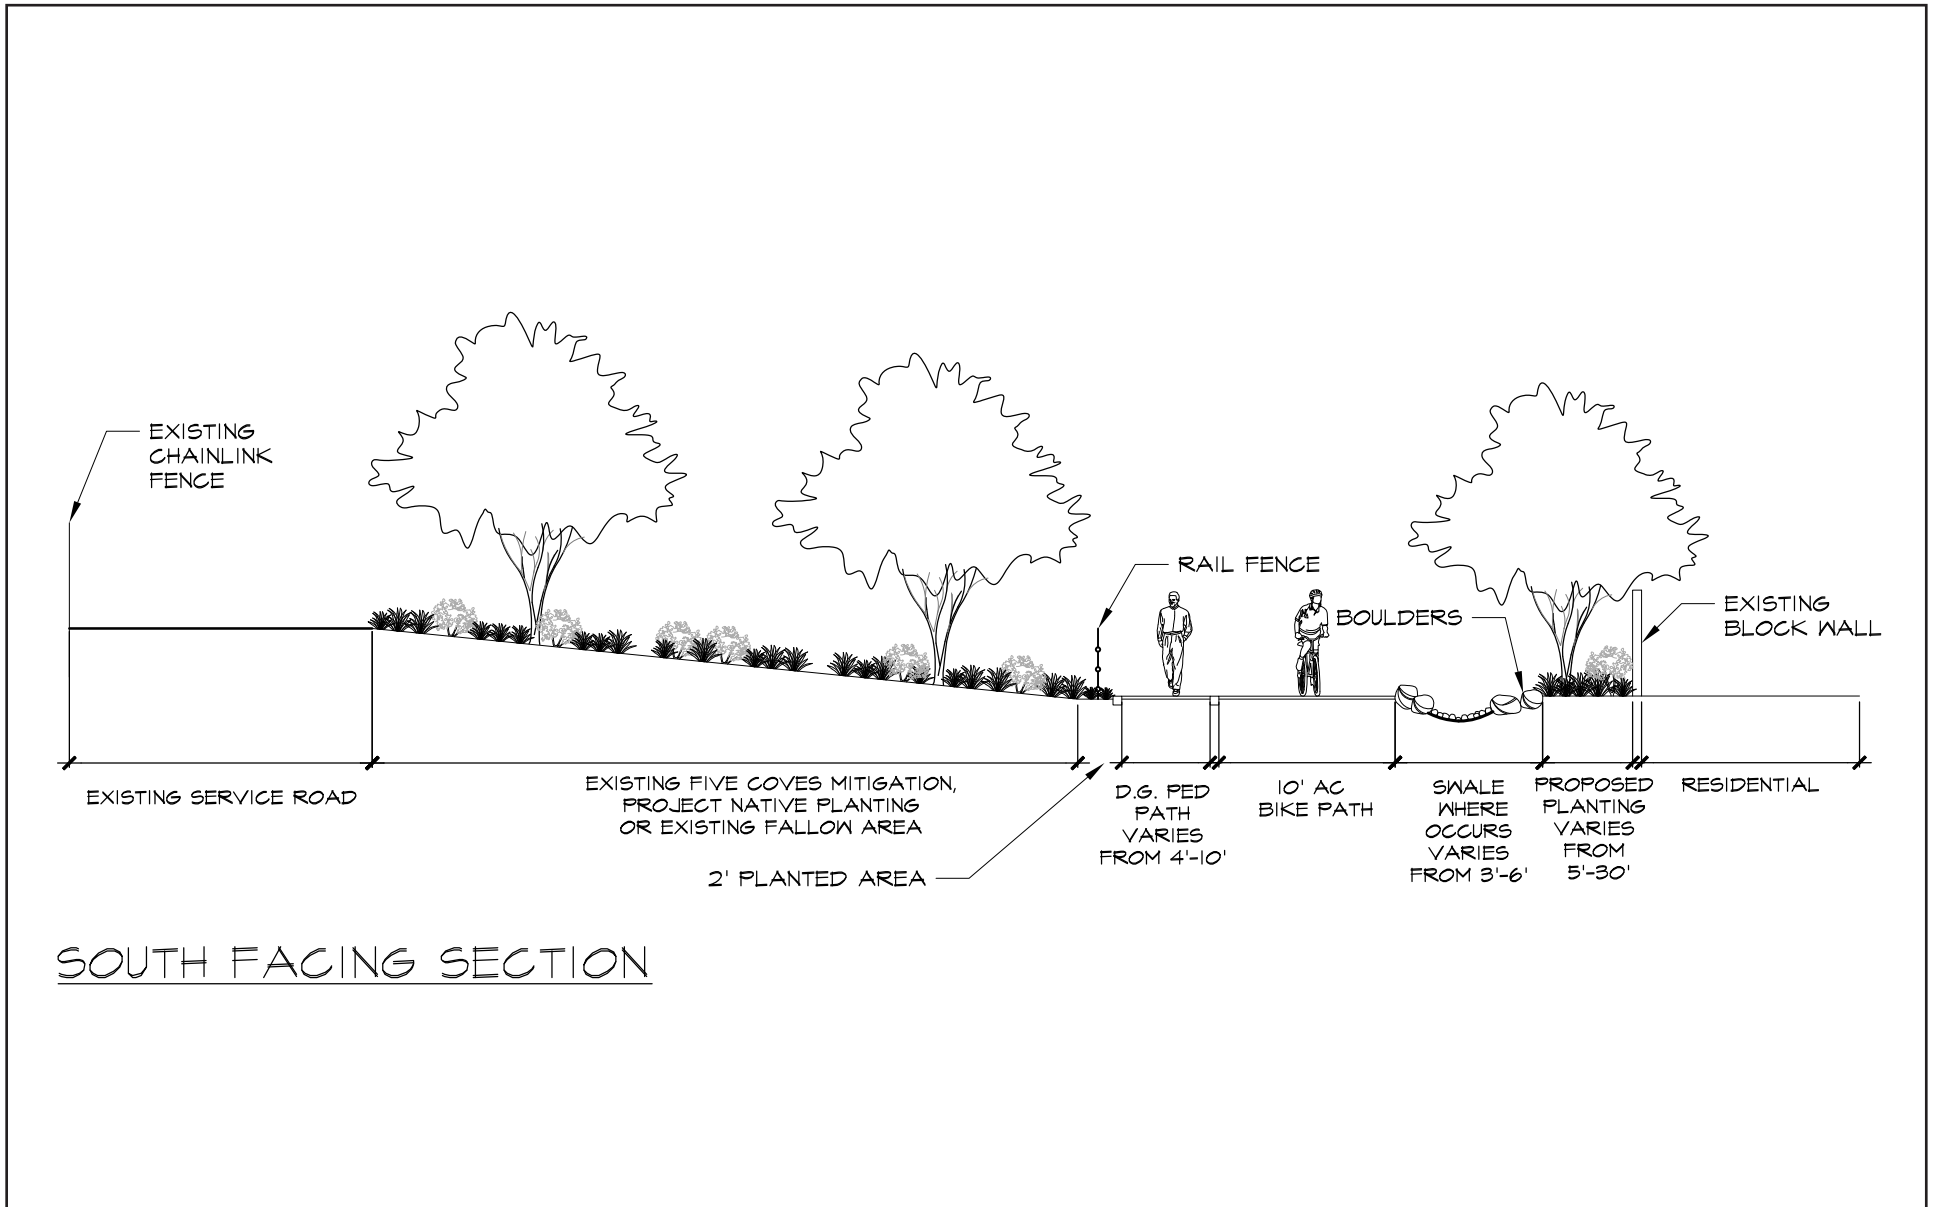 EXISTING
CHAINLINK
FENCE
RAIL FENCE
BOULDERS
EXISTING
BLOCK WALL
EXISTING SERVICE ROAD
EXISTING FIVE COVES MITIGATION,
PROJECT NATIVE PLANTING
OR EXISTING FALLOW AREA
2' PLANTED AREA
D.G. PED
PATH
VARIES
FROM 4'-10'
10' AC
BIKE PATH
SWALE
WHERE
OCCURS
VARIES
FROM 3'-6'
PROPOSED
PLANTING
VARIES
FROM
5'-30'
RESIDENTIAL
SOUTH FACING SECTION